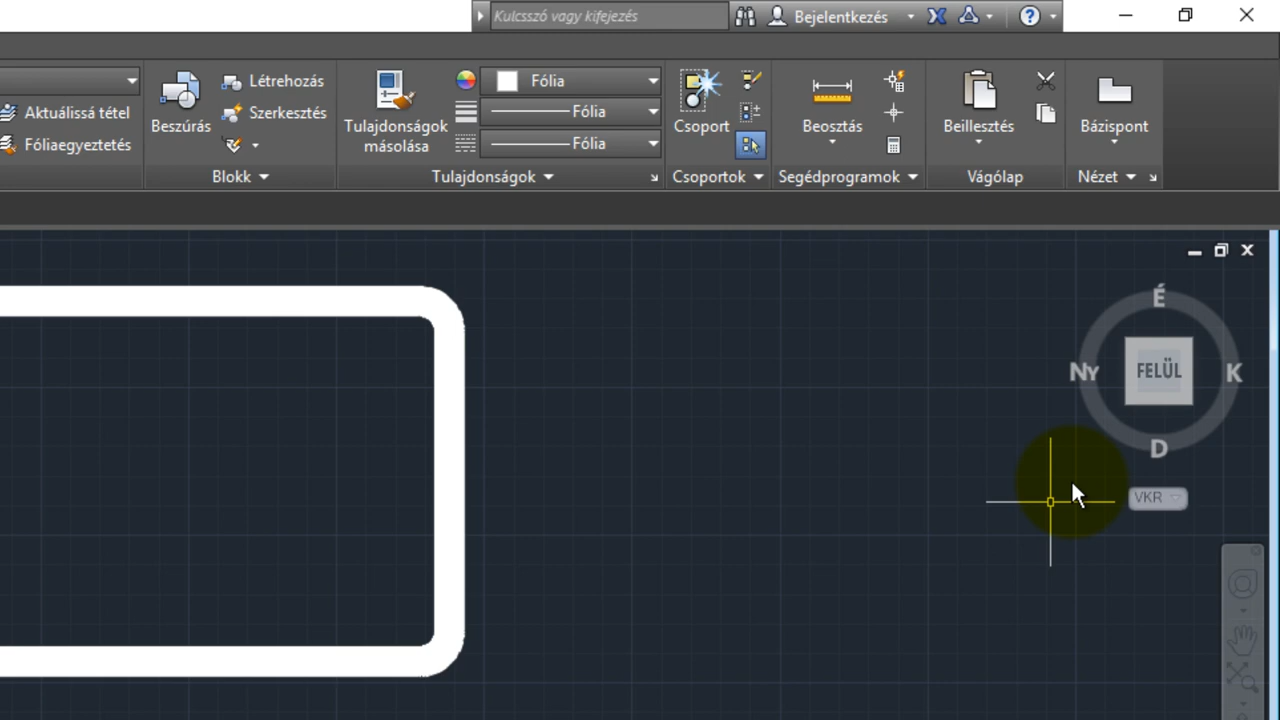 Kulcsszó vagy kifejezés
Bejelentkezés
Létrehozás
Fólia
Aktuálissá tétel
Beszúrás
Szerkesztés
Tulajdonságok
másolása
Fólia
Csoport
Beosztás
Beillesztés
Bázispont
Fóliaegyeztetés
Fólia
Blokk
Tulajdonságok
Csoportok
Segédprogramok
Vágólap
Nézet
É
Ny
FELÜL
K
D
VKR